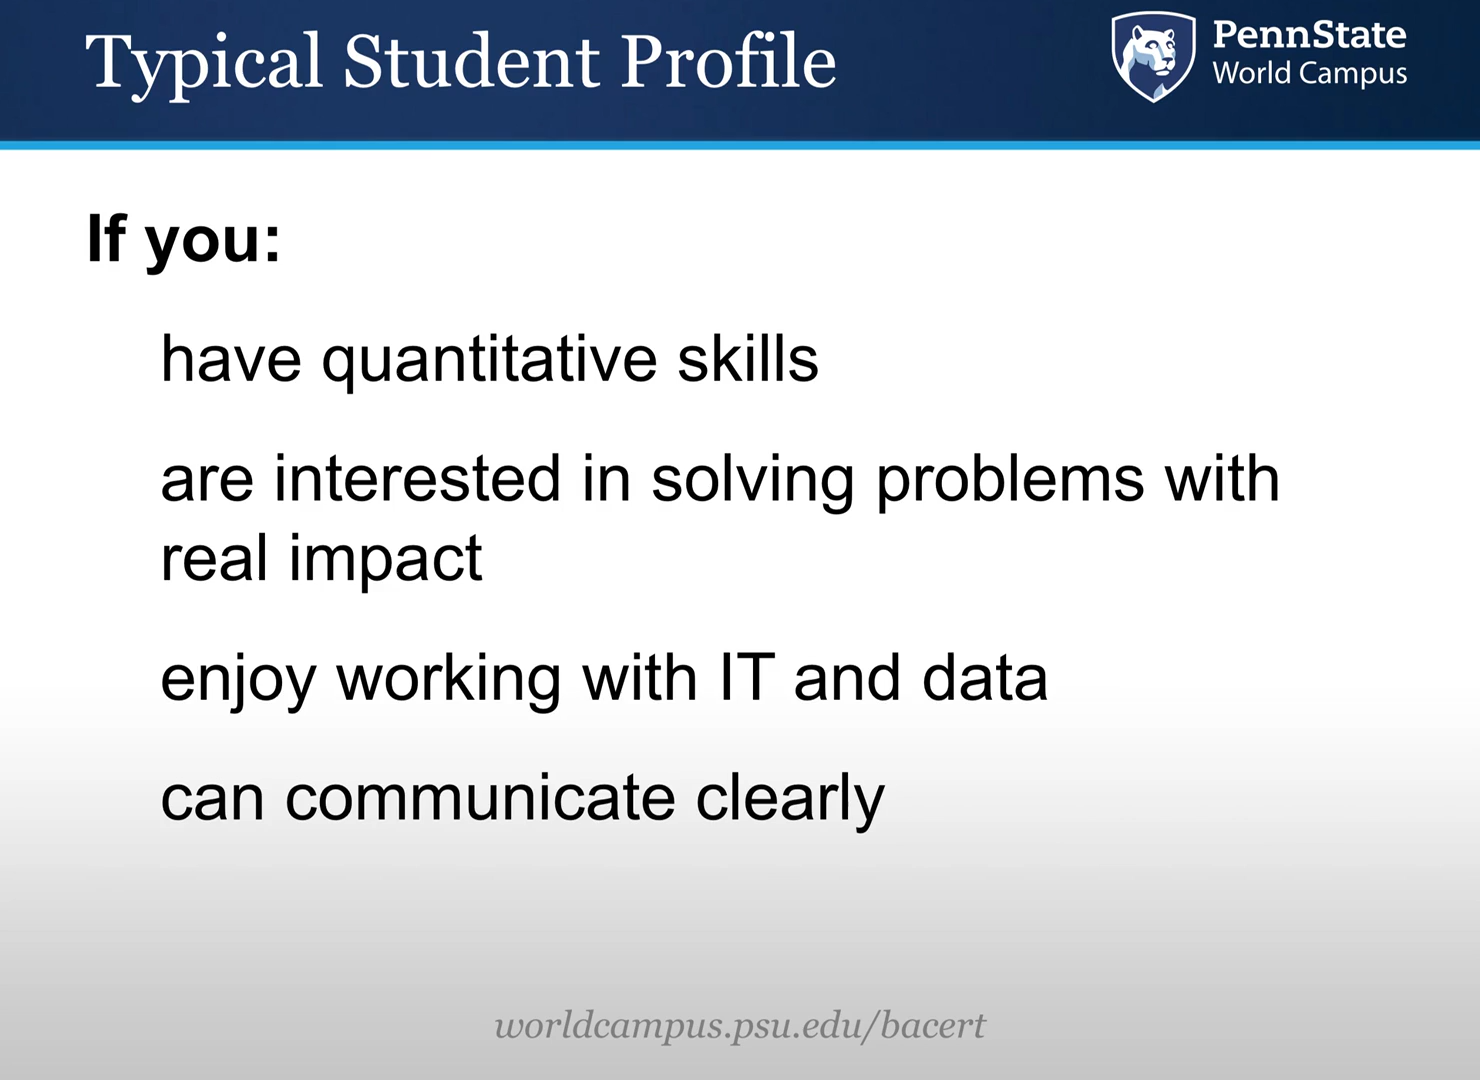 Typical Student Profile
PennState
World Campus
If you:
have quantitative skills
are interested in solving problems with
real impact
enjoy working with IT and data
can communicate clearly
worldcampus.psu.edu/bacert